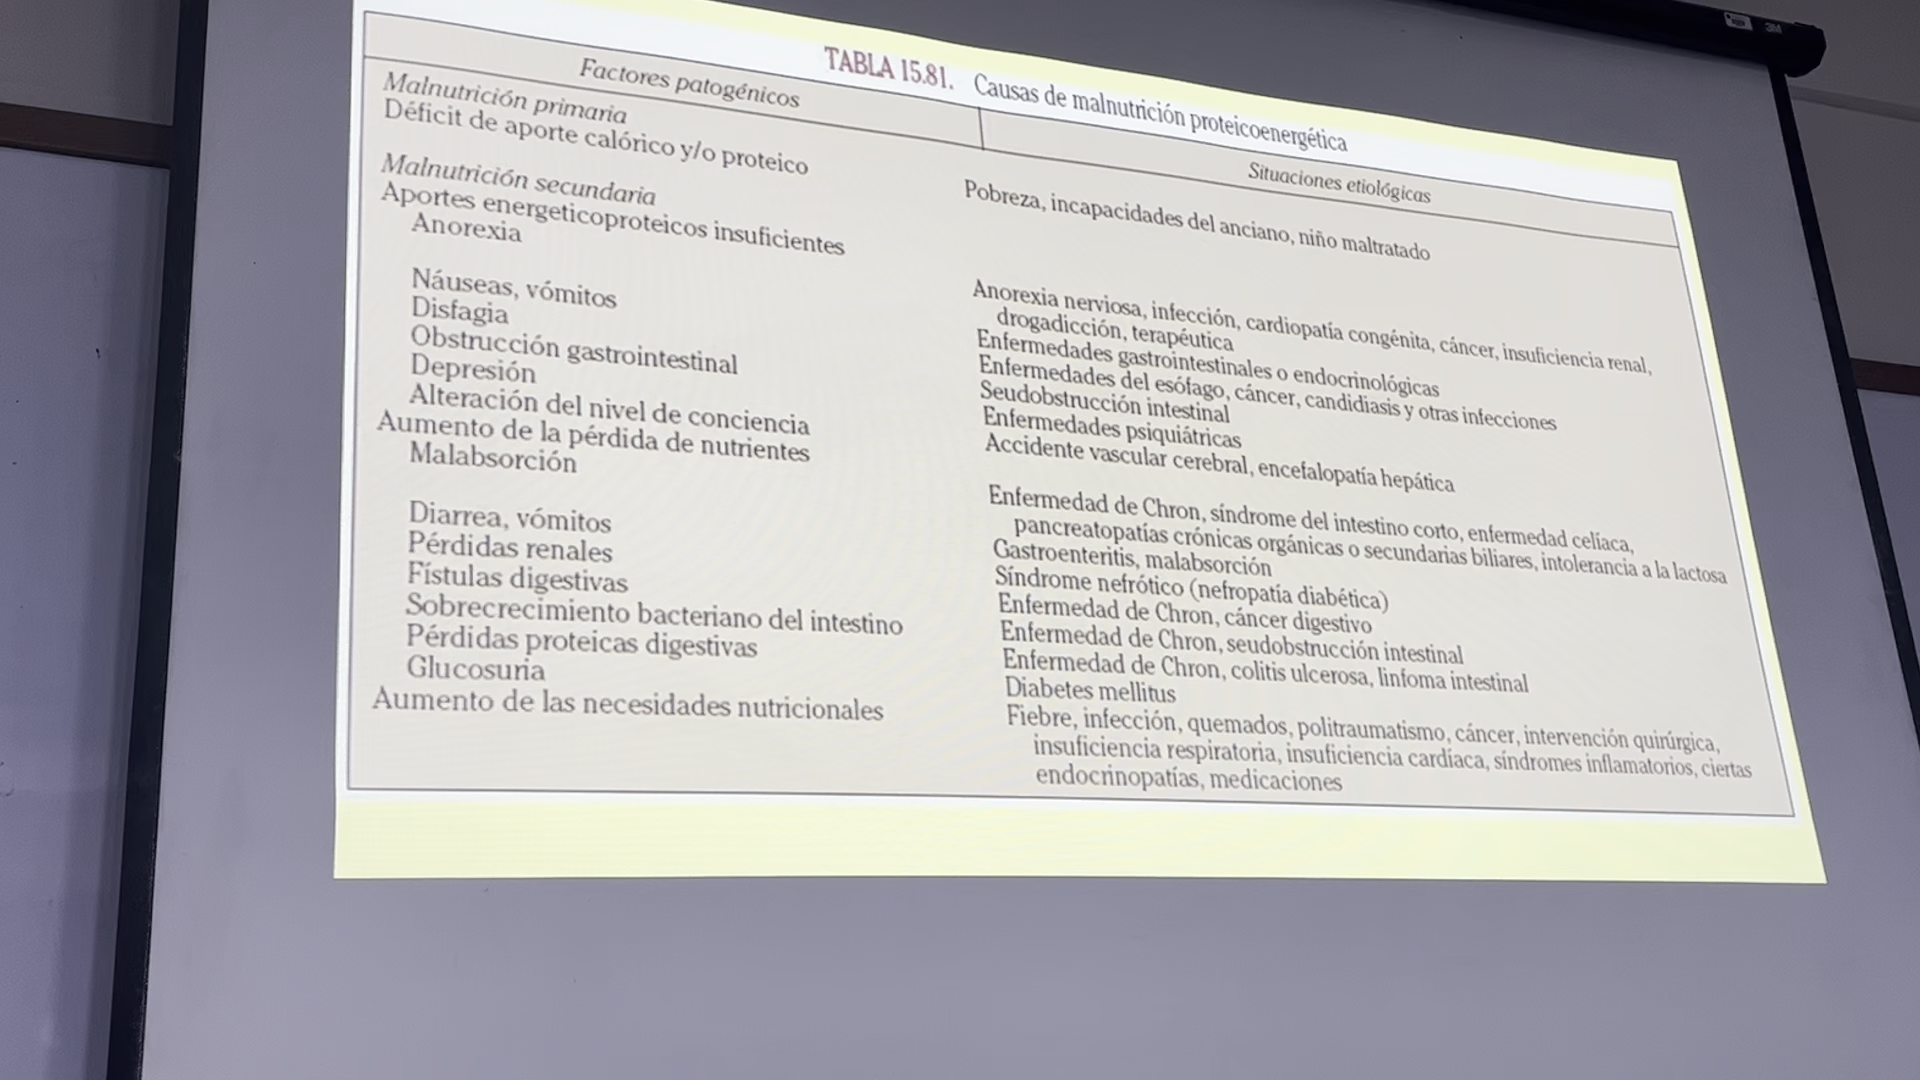 TABLA 15.81. Causas de malnutrición proteicoenergética
Factores patogénicos
Situaciones etiológicas
Malnutrición primaria
Déficit de aporte calórico y/o proteico
Pobreza, incapacidades del anciano, niño maltratado
Malnutrición secundaria
Aportes energeticoproteicos insuficientes
Anorexia
Anorexia nerviosa, infección, cardiopatía congénita, cáncer, insuficiencia renal,
drogadicción, terapéutica
Náuseas, vómitos
Enfermedades gastrointestinales o endocrinológicas
Disfagia
Enfermedades del esófago, cáncer, candidiasis y otras infecciones
Obstrucción gastrointestinal
Seudobstrucción intestinal
Depresión
Enfermedades psiquiátricas
Alteración del nivel de conciencia
Accidente vascular cerebral, encefalopatía hepática
Aumento de la pérdida de nutrientes
Malabsorción
Enfermedad de Chron, síndrome del intestino corto, enfermedad celíaca,
pancreatopatías crónicas orgánicas o secundarias biliares, intolerancia a la lactosa
Diarrea, vómitos
Gastroenteritis, malabsorción
Pérdidas renales
Síndrome nefrótico (nefropatía diabética)
Fístulas digestivas
Enfermedad de Chron, cáncer digestivo
Sobrecrecimiento bacteriano del intestino
Enfermedad de Chron, seudobstrucción intestinal
Pérdidas proteicas digestivas
Enfermedad de Chron, colitis ulcerosa, linfoma intestinal
Glucosuria
Diabetes mellitus
Aumento de las necesidades nutricionales
Fiebre, infección, quemados, politraumatismo, cáncer, intervención quirúrgica,
insuficiencia respiratoria, insuficiencia cardíaca, síndromes inflamatorios, ciertas
endocrinopatías, medicaciones
3M